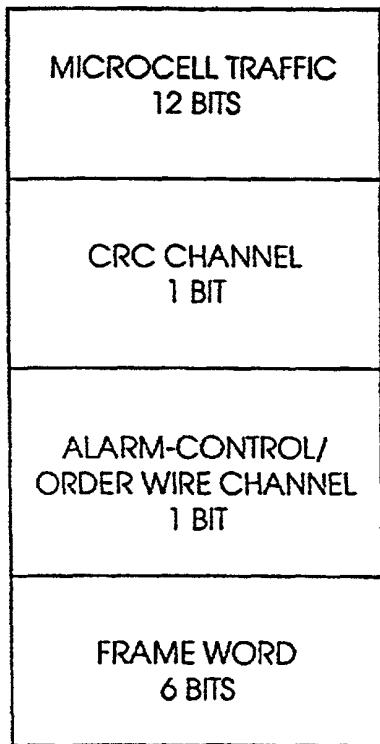 MICROCELL TRAFFIC
12 BITS
CRC CHANNEL
1 BIT
ALARM-CONTROL/
ORDER WIRE CHANNEL
1 BIT
FRAME WORD
6 BITS